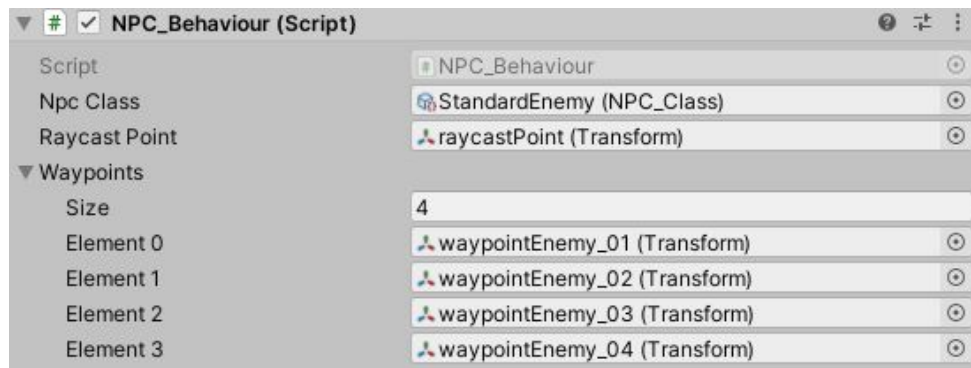 NPC_Behaviour (Script)
Script NPC_Behaviour
Npc Class StandardEnemy (NPC_Class)
Raycast Point raycastPoint (Transform)
Waypoints
Size 4
Element 0 waypointEnemy_01 (Transform)
Element 1 waypointEnemy_02 (Transform)
Element 2 waypointEnemy_03 (Transform)
Element 3 waypointEnemy_04 (Transform)